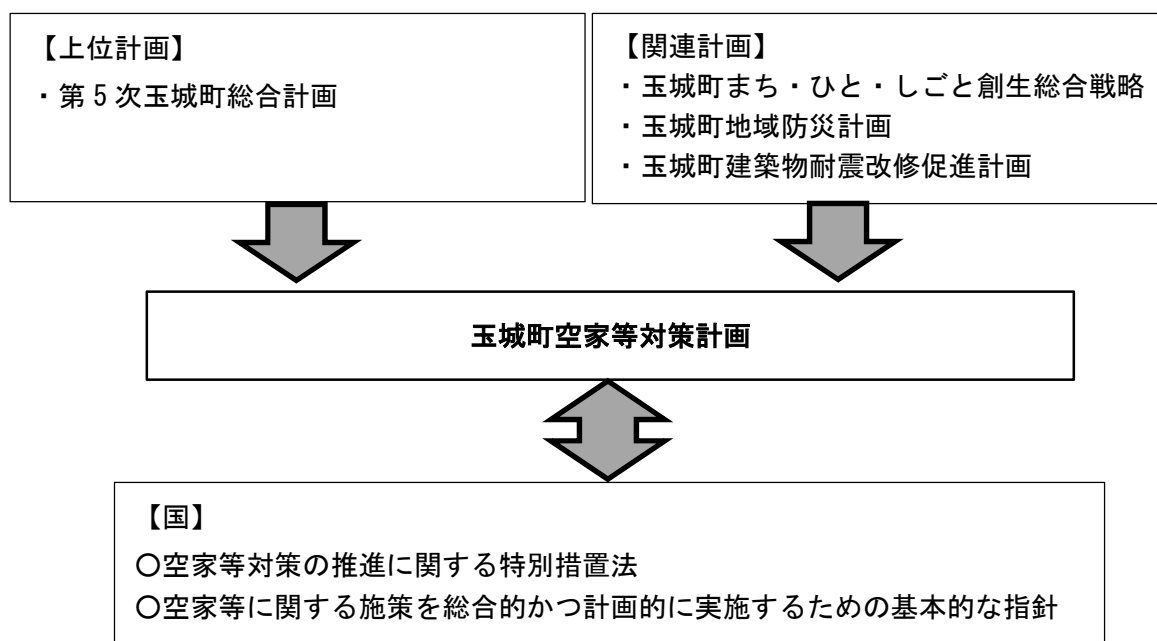 【上位計画】
・第5次玉城町総合計画
【関連計画】
・玉城町まち・ひと・しごと創生総合戦略
・玉城町地域防災計画
・玉城町建築物耐震改修促進計画
玉城町空家等対策計画
【国】
〇空家等対策の推進に関する特別措置法
〇空家等に関する施策を総合的かつ計画的に実施するための基本的な指針